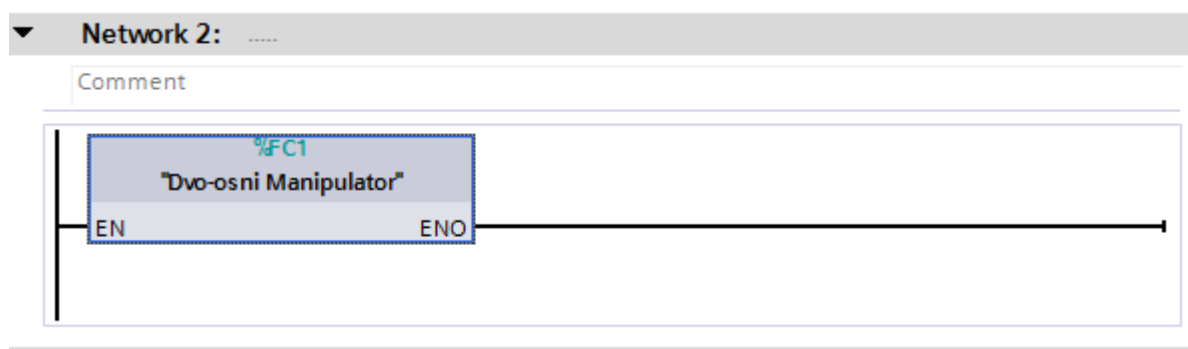 Network 2: .....
Comment
%FC1
"Dvo-osni Manipulator"
EN ENO